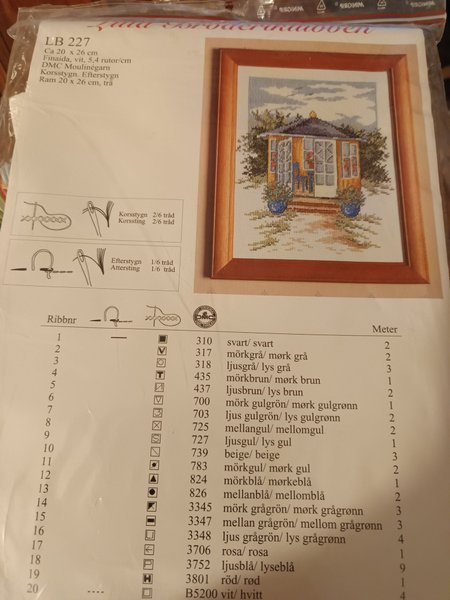 Broderiklubben
LB 227
Ca 20 x 26 cm
Finaida, vit, 5,4 rutor/cm
DMC Moulinégarn
Korsstygn. Efterstygn
Ram 20 x 26 cm, trä
Korsstygn 2/6 tråd
Korssting 2/6 tråd
Efterstygn 1/6 tråd
Attersting 1/6 tråd
Ribbnr DMC Meter
1 310 svart/ svart 2
2 317 mörkgrå/ mørk grå 2
3 318 ljusgrå/ lys grå 3
4 435 mörkbrun/ mørk brun 1
5 437 ljusbrun/ lys brun 2
6 700 mörk gulgrön/ mørk gulgrønn 1
7 703 ljus gulgrön/ lys gulgrønn 2
8 725 mellangul/ mellomgul 2
9 727 ljusgul/ lys gul 1
10 739 beige/ beige 3
11 783 mörkgul/ mørk gul 2
12 824 mörkblå/ mørkeblå 1
13 826 mellanblå/ mellomblå 2
14 3345 mörk grågrön/ mørk grågrønn 3
15 3347 mellan grågrön/ mellom grågrønn 3
16 3348 ljus grågrön/ lys grågrønn 4
17 3706 rosa/ rosa 1
18 3752 ljusblå/ lyseblå 9
19 3801 röd/ rød 1
20 B5200 vit/ hvitt 4